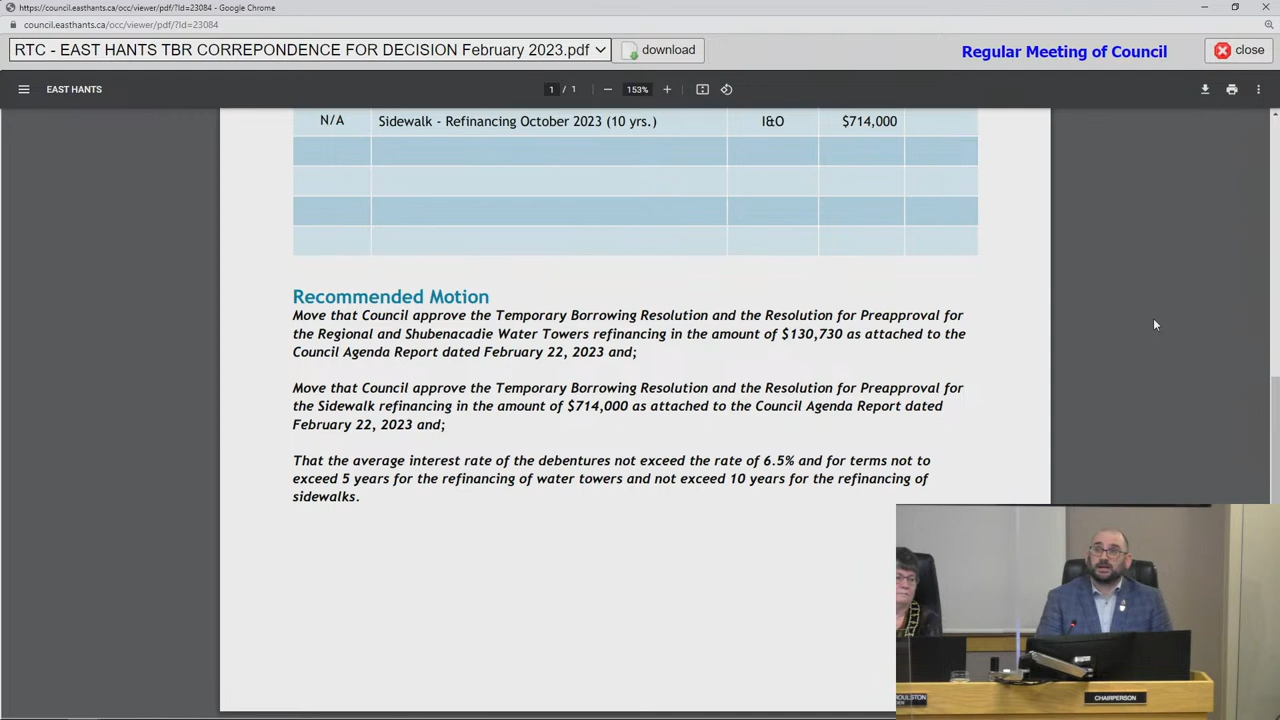 https://council.easthants.ca/occ/viewer/pdf/?Id=23084 - Google Chrome
council.easthants.ca/occ/viewer/pdf/?Id=23084
RTC - EAST HANTS TBR CORREPONDENCE FOR DECISION February 2023.pdf download Regular Meeting of Council close
EAST HANTS 1 / 1 153%
N/A Sidewalk - Refinancing October 2023 (10 yrs.) I&O $714,000
Recommended Motion
Move that Council approve the Temporary Borrowing Resolution and the Resolution for Preapproval for
the Regional and Shubenacadie Water Towers refinancing in the amount of $130,730 as attached to the
Council Agenda Report dated February 22, 2023 and;
Move that Council approve the Temporary Borrowing Resolution and the Resolution for Preapproval for
the Sidewalk refinancing in the amount of $714,000 as attached to the Council Agenda Report dated
February 22, 2023 and;
That the average interest rate of the debentures not exceed the rate of 6.5% and for terms not to
exceed 5 years for the refinancing of water towers and not exceed 10 years for the refinancing of
sidewalks.
CHAIRPERSON